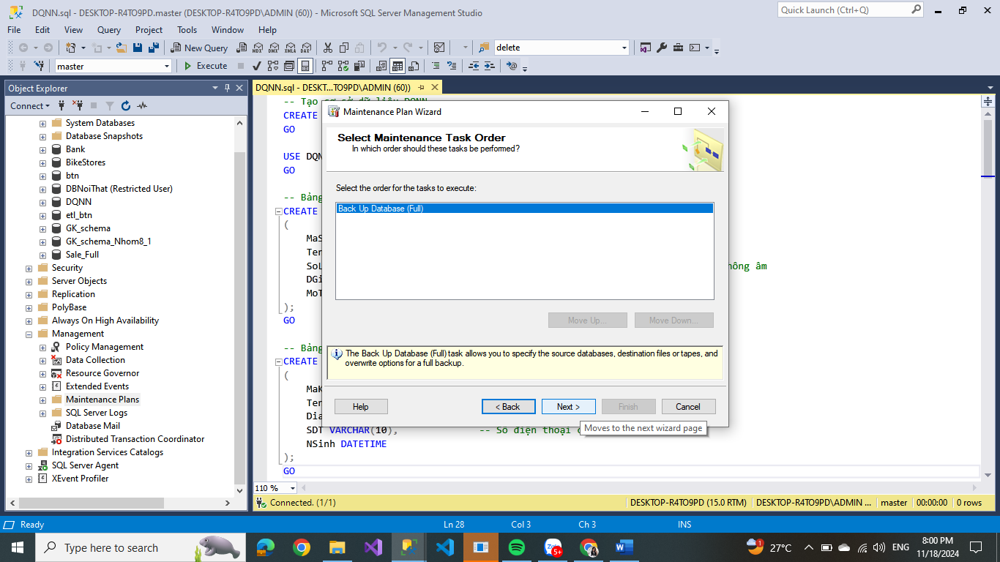 DQNN.sql - DESKTOP-R4TO9PD.master (DESKTOP-R4TO9PD\ADMIN (60)) - Microsoft SQL Server Management Studio
Quick Launch (Ctrl+Q)
File Edit View Query Project Tools Window Help
New Query
MDX DMX XMLA DAX
delete
master
Execute
Object Explorer
Connect
System Databases
Database Snapshots
Bank
BikeStores
btn
DBNoiThat (Restricted User)
DQNN
etl_btn
GK_schema
GK_schema_Nhom8_1
Sale_Full
Security
Server Objects
Replication
PolyBase
Always On High Availability
Management
Policy Management
Data Collection
Resource Governor
Extended Events
Maintenance Plans
SQL Server Logs
Database Mail
Distributed Transaction Coordinator
Integration Services Catalogs
SQL Server Agent
XEvent Profiler
DQNN.sql - DESKT...TO9PD\ADMIN (60))
-- Tạo cơ sở dữ liệu DQNN
CREATE
GO
USE DQN
GO
-- Bảng
CREATE
(
MaS
Ten
SoL
hông âm
DGi
MoT
);
GO
-- Bảng
CREATE
(
MaK
Ten
Dia
SDT VARCHAR(10), -- Số điện thoại
NSinh DATETIME
);
GO
Maintenance Plan Wizard
Select Maintenance Task Order
In which order should these tasks be performed?
Select the order for the tasks to execute:
Back Up Database (Full)
Move Up... Move Down...
The Back Up Database (Full) task allows you to specify the source databases, destination files or tapes, and
overwrite options for a full backup.
Help < Back Next > Finish Cancel
Moves to the next wizard page
110 %
Connected. (1/1)
DESKTOP-R4TO9PD (15.0 RTM) DESKTOP-R4TO9PD\ADMIN ... master 00:00:00 0 rows
Ready Ln 28 Col 3 Ch 3 INS
Type here to search
5+
1
27°C
ENG
8:00 PM
11/18/2024